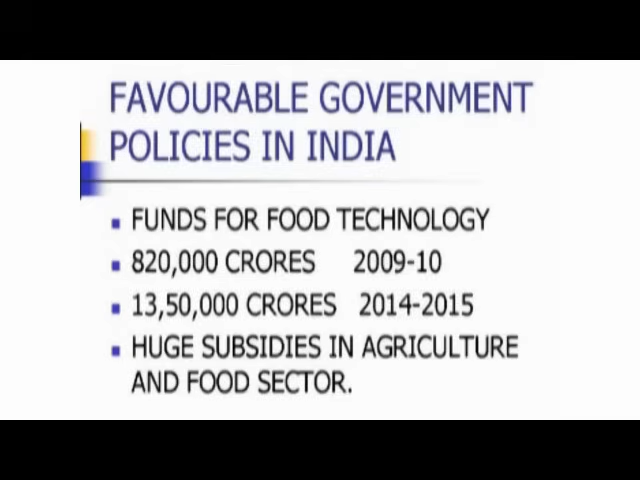 FAVOURABLE GOVERNMENT
POLICIES IN INDIA
FUNDS FOR FOOD TECHNOLOGY
820,000 CRORES 2009-10
13,50,000 CRORES 2014-2015
HUGE SUBSIDIES IN AGRICULTURE
AND FOOD SECTOR.